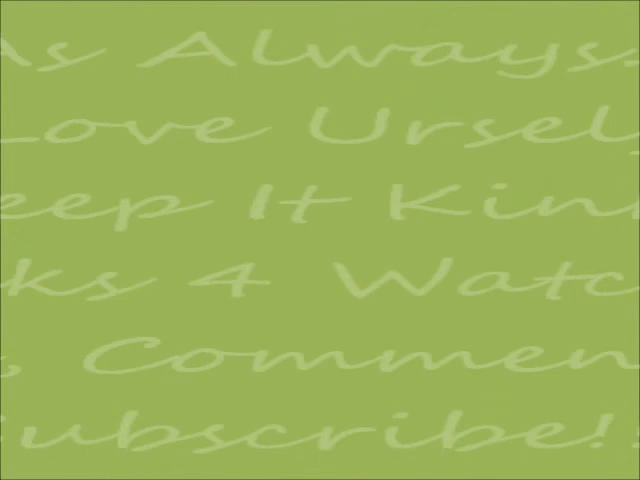 As Always
Love Ursel
eep It Kin
ks 4 Watc
, Commen
ubscribe!